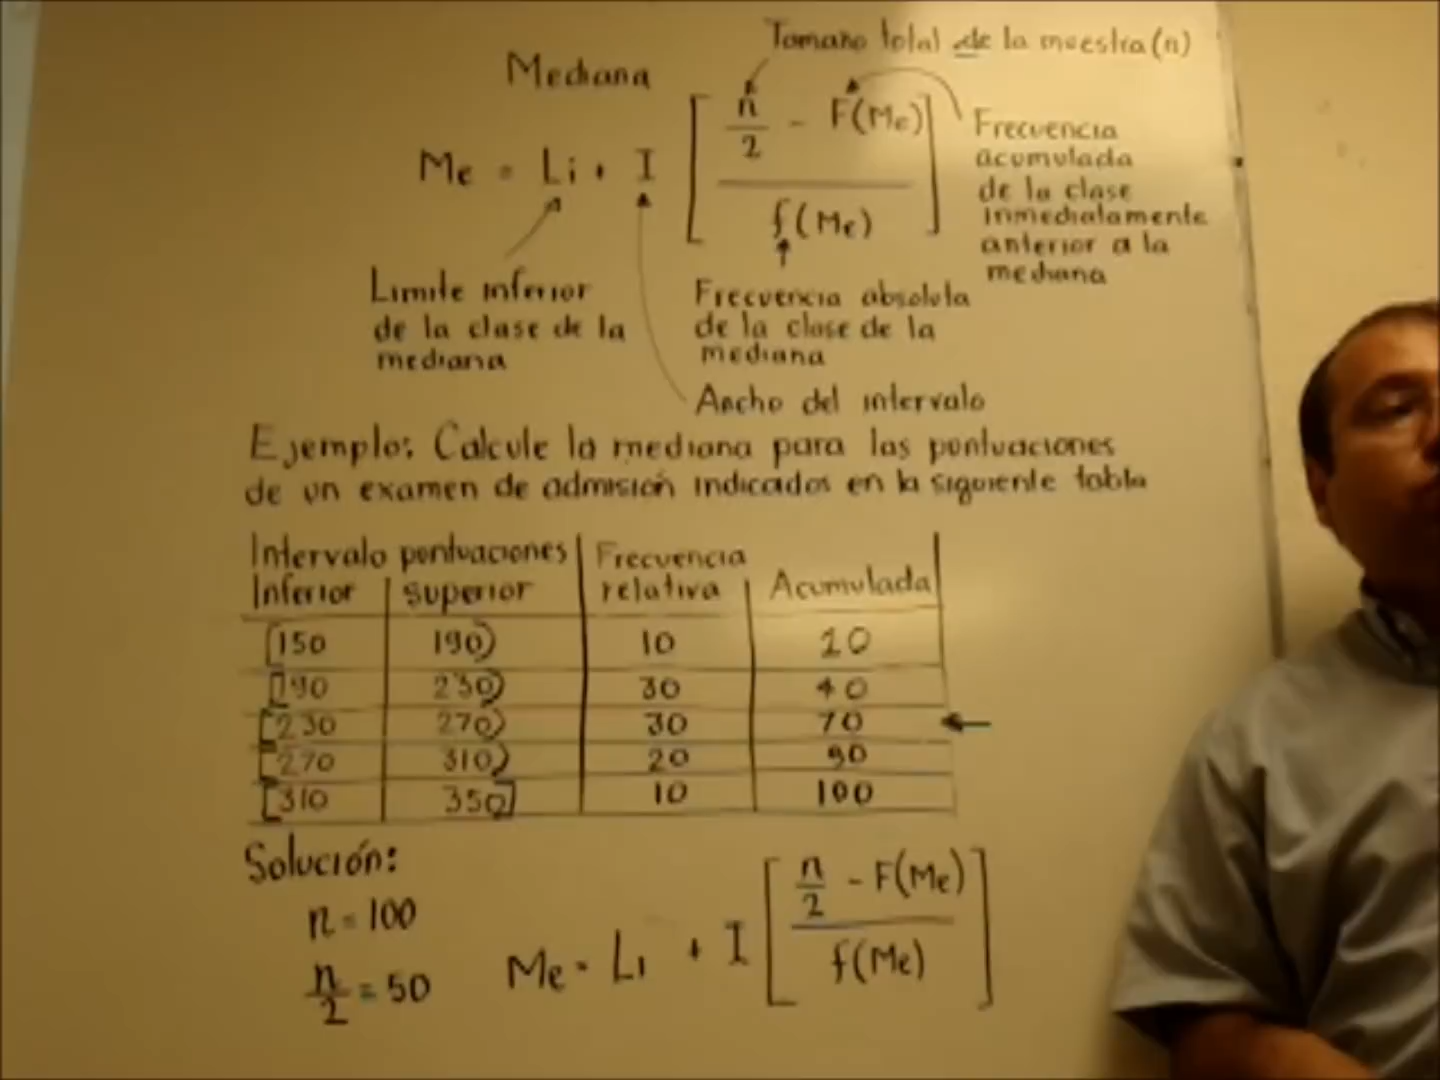 Tamaño total de la muestra (n)
Mediana
Me = Li + I [ n/2 - F(Me) / f(Me) ]
Frecuencia
acumulada
de la clase
inmediatamente
anterior a la
mediana
Limite inferior
de la clase de la
mediana
Frecuencia absoluta
de la clase de la
mediana
Ancho del intervalo
Ejemplo: Calcule la mediana para las puntuaciones
de un examen de admisión indicados en la siguiente tabla
Intervalo puntuaciones Frecuencia
Inferior superior relativa Acumulada
[150 190) 10 10
[190 230) 30 40
[230 270) 30 70
[270 310) 20 90
[310 350] 10 100
Solución:
n = 100
n/2 = 50
Me = Li + I [ n/2 - F(Me) / f(Me) ]